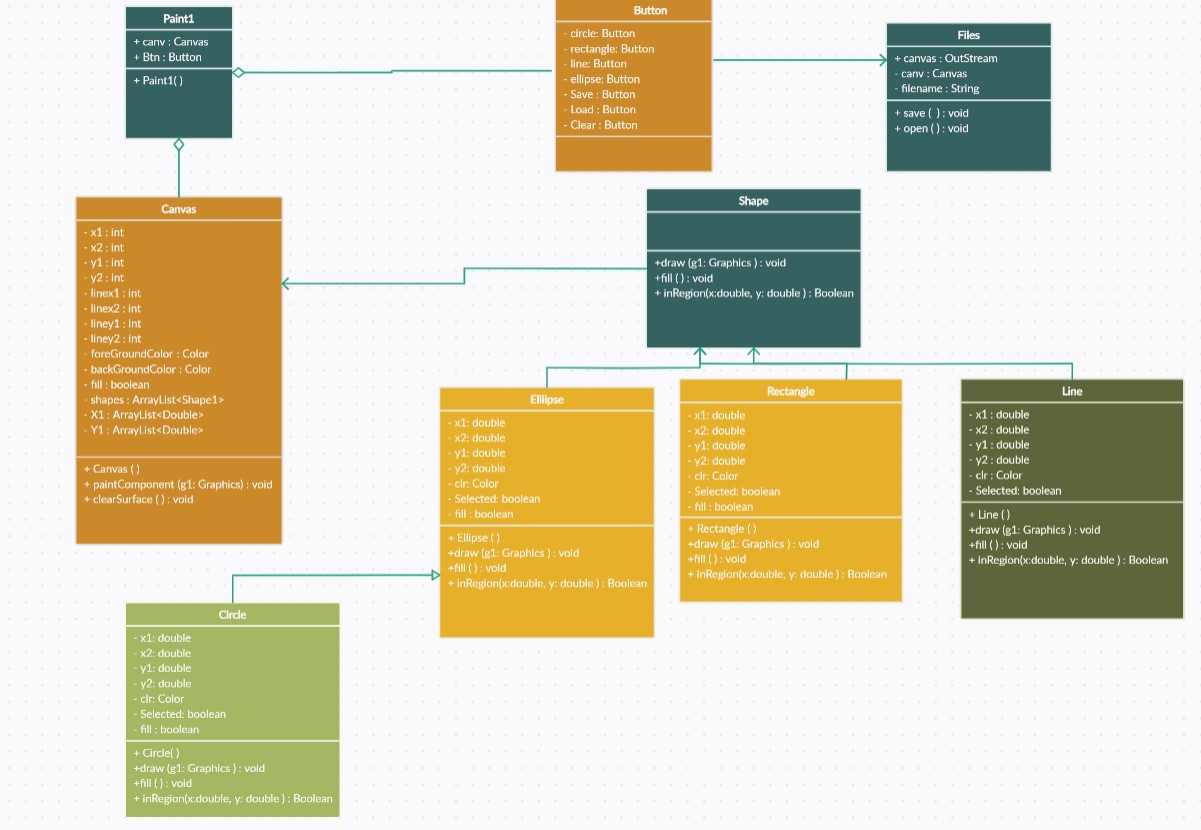 Paint1
+ canv : Canvas
+ Btn : Button
+ Paint1( )
Button
- circle: Button
- rectangle: Button
- line: Button
- ellipse: Button
- Save : Button
- Load : Button
- Clear : Button
Files
+ canvas : OutStream
- canv : Canvas
- filename : String
+ save ( ) : void
+ open ( ) : void
Canvas
- x1 : int
- x2 : int
- y1 : int
- y2 : int
- linex1 : int
- linex2 : int
- liney1 : int
- liney2 : int
- foreGroundColor : Color
- backGroundColor : Color
- fill : boolean
- shapes : ArrayList<Shape1>
- X1 : ArrayList<Double>
- Y1 : ArrayList<Double>
+ Canvas ( )
+ paintComponent (g1: Graphics) : void
+ clearSurface ( ) : void
Shape
+draw (g1: Graphics ) : void
+fill ( ) : void
+ inRegion(x:double, y: double ) : Boolean
Ellipse
- x1: double
- x2: double
- y1: double
- y2: double
- clr: Color
- Selected: boolean
- fill : boolean
+ Ellipse ( )
+draw (g1: Graphics ) : void
+fill ( ) : void
+ inRegion(x:double, y: double ) : Boolean
Rectangle
- x1: double
- x2: double
- y1: double
- y2: double
- clr: Color
- Selected: boolean
- fill : boolean
+ Rectangle ( )
+draw (g1: Graphics ) : void
+fill ( ) : void
+ inRegion(x:double, y: double ) : Boolean
Line
- x1 : double
- x2 : double
- y1 : double
- y2 : double
- clr : Color
- Selected: boolean
+ Line ( )
+draw (g1: Graphics ) : void
+fill ( ) : void
+ inRegion(x:double, y: double ) : Boolean
Circle
- x1: double
- x2: double
- y1: double
- y2: double
- clr: Color
- Selected: boolean
- fill : boolean
+ Circle( )
+draw (g1: Graphics ) : void
+fill ( ) : void
+ inRegion(x:double, y: double ) : Boolean